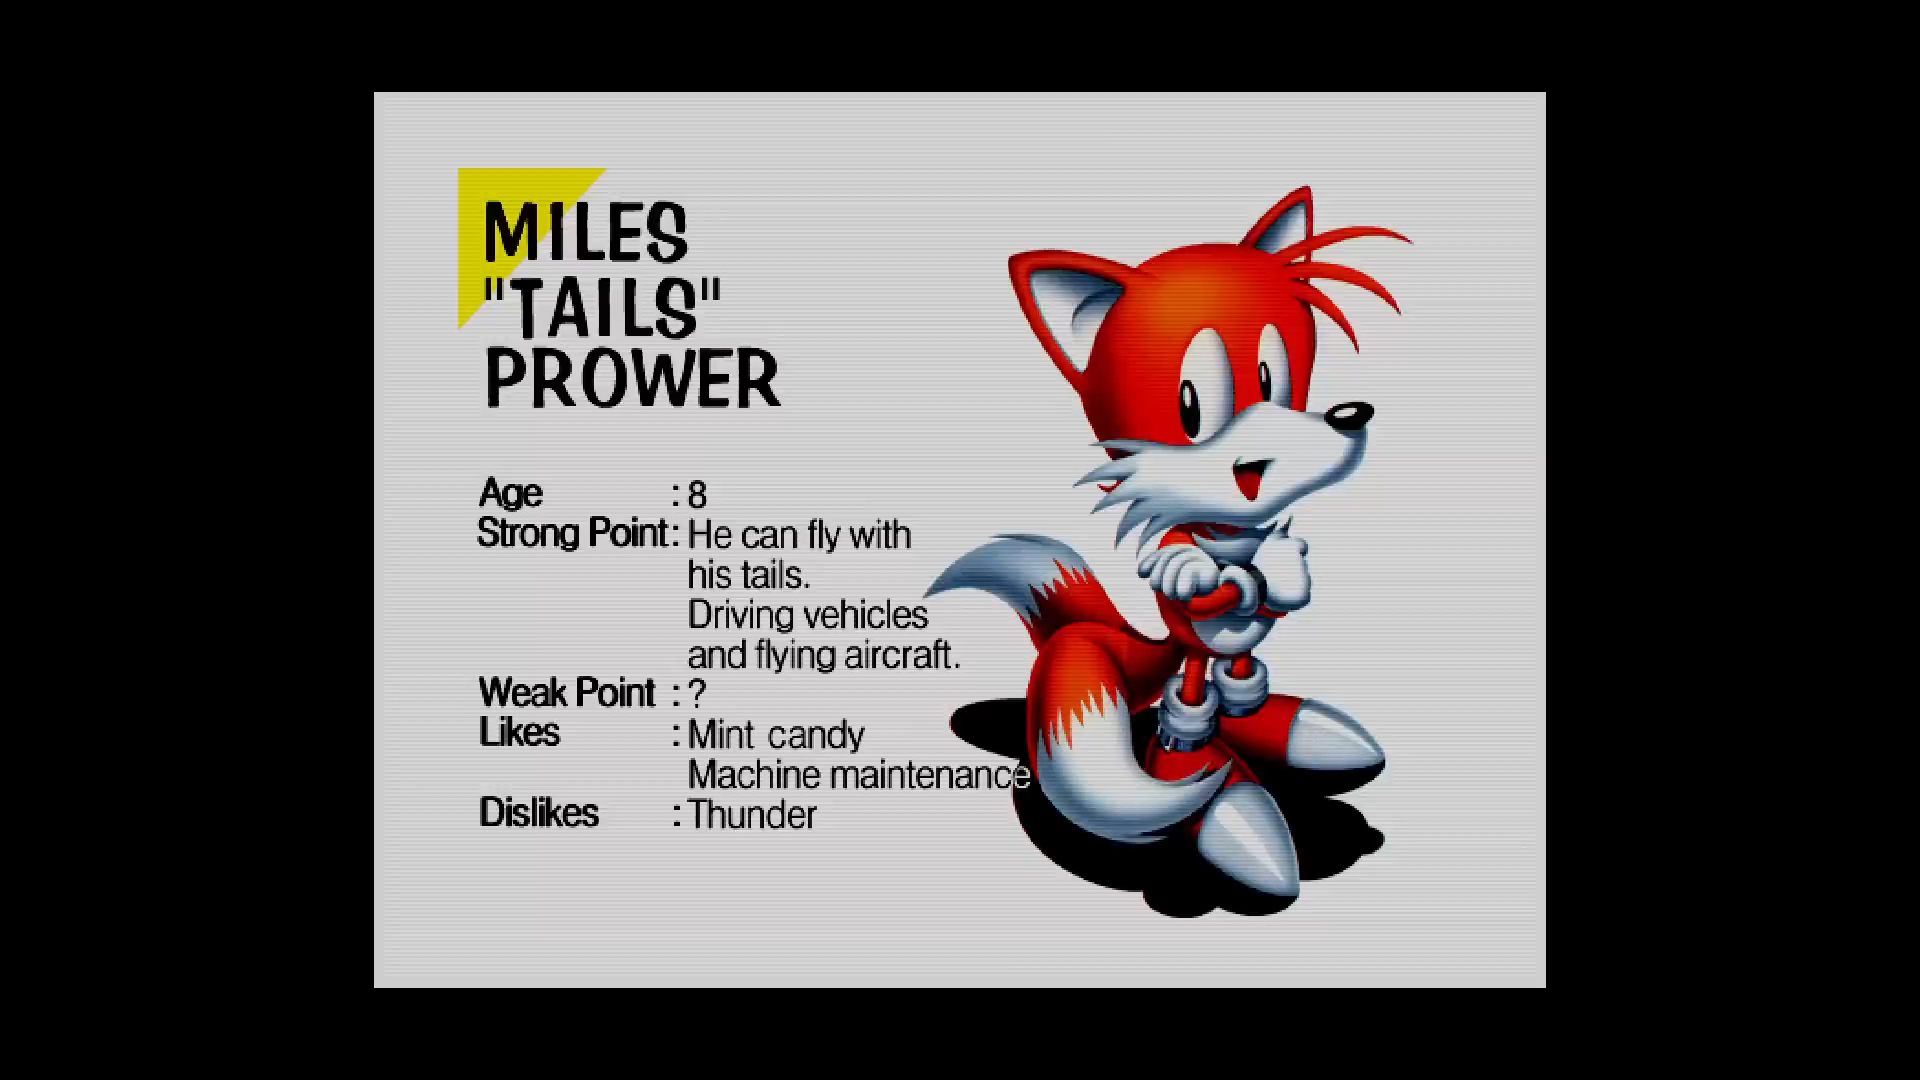 MILES
"TAILS"
PROWER
Age : 8
Strong Point : He can fly with
his tails.
Driving vehicles
and flying aircraft.
Weak Point : ?
Likes : Mint candy
Machine maintenance
Dislikes : Thunder